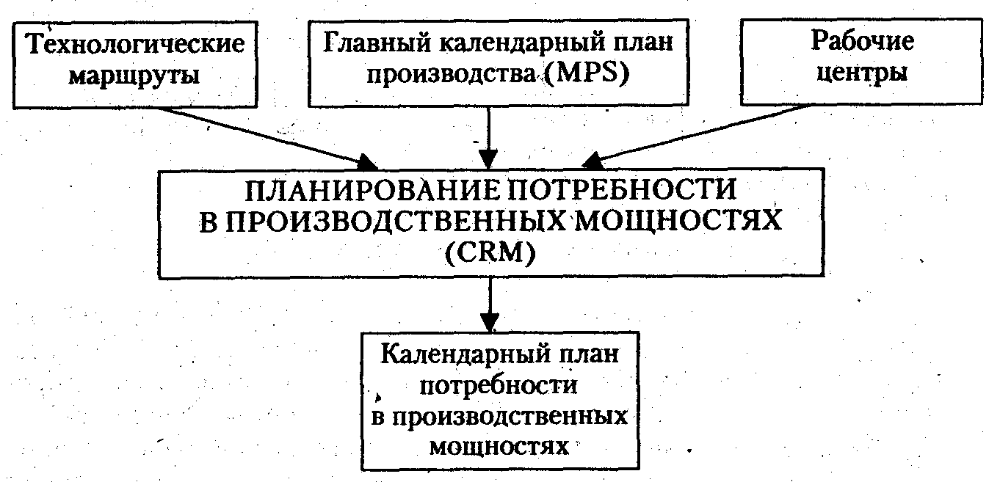 Технологические
маршруты
Главный календарный план
производства (MPS)
Рабочие
центры
ПЛАНИРОВАНИЕ ПОТРЕБНОСТИ
В ПРОИЗВОДСТВЕННЫХ МОЩНОСТЯХ
(CRM)
Календарный план
потребности
в производственных
мощностях